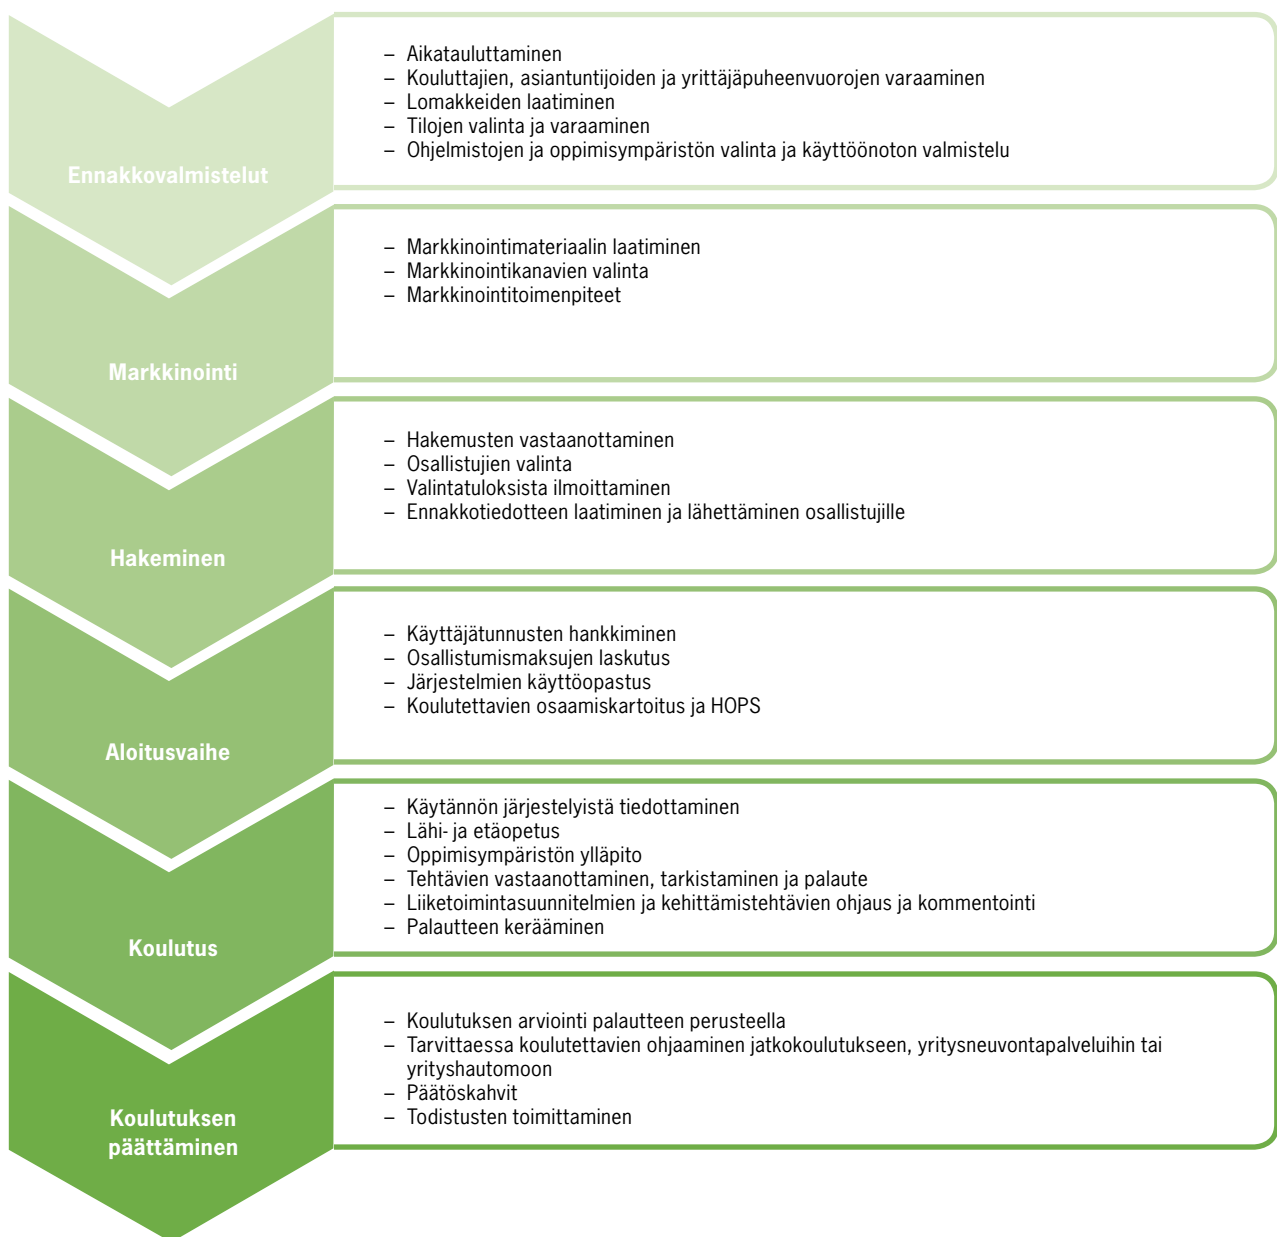 Ennakkovalmistelut
– Aikatauluttaminen
– Kouluttajien, asiantuntijoiden ja yrittäjäpuheenvuorojen varaaminen
– Lomakkeiden laatiminen
– Tilojen valinta ja varaaminen
– Ohjelmistojen ja oppimisympäristön valinta ja käyttöönoton valmistelu
Markkinointi
– Markkinointimateriaalin laatiminen
– Markkinointikanavien valinta
– Markkinointitoimenpiteet
Hakeminen
– Hakemusten vastaanottaminen
– Osallistujien valinta
– Valintatuloksista ilmoittaminen
– Ennakkotiedotteen laatiminen ja lähettäminen osallistujille
Aloitusvaihe
– Käyttäjätunnusten hankkiminen
– Osallistumismaksujen laskutus
– Järjestelmien käyttöopastus
– Koulutettavien osaamiskartoitus ja HOPS
Koulutus
– Käytännön järjestelyistä tiedottaminen
– Lähi- ja etäopetus
– Oppimisympäristön ylläpito
– Tehtävien vastaanottaminen, tarkistaminen ja palaute
– Liiketoimintasuunnitelmien ja kehittämistehtävien ohjaus ja kommentointi
– Palautteen kerääminen
Koulutuksen
päättäminen
– Koulutuksen arviointi palautteen perusteella
– Tarvittaessa koulutettavien ohjaaminen jatkokoulutukseen, yritysneuvontapalveluihin tai
yrityshautomoon
– Päätöskahvit
– Todistusten toimittaminen